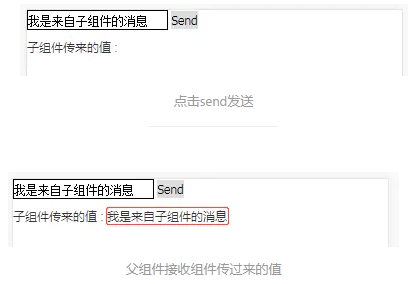 我是来自子组件的消息 Send
子组件传来的值 :
点击send发送
我是来自子组件的消息 Send
子组件传来的值 : 我是来自子组件的消息
父组件接收组件传过来的值